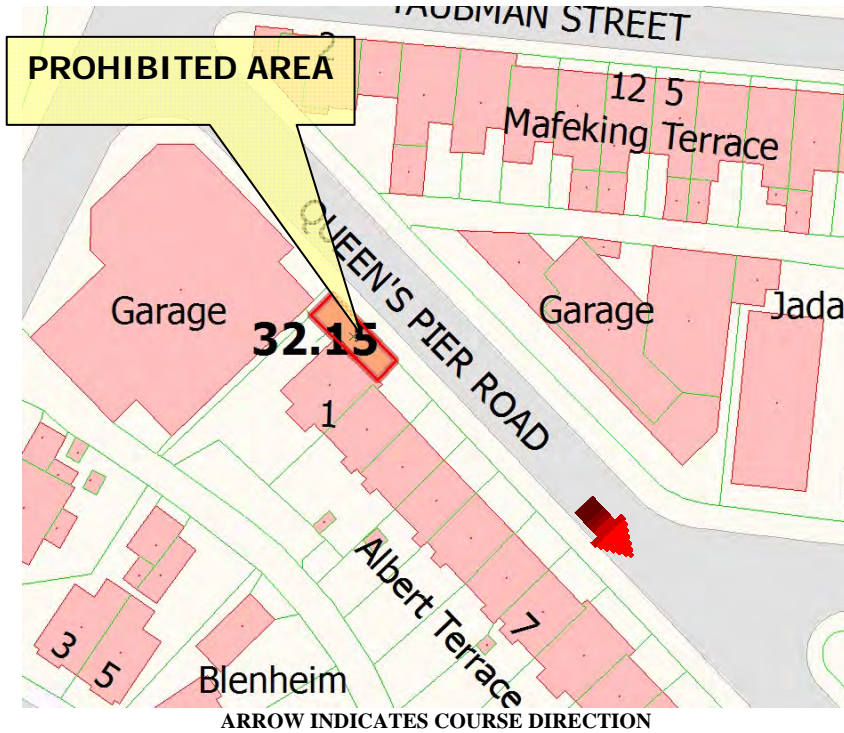 TAUBMAN STREET
2
PROHIBITED AREA
12 5
Mafeking Terrace
QUEEN'S PIER ROAD
Garage
Garage
Jada
32.15
1
Albert Terrace
7
3 5
Blenheim
ARROW INDICATES COURSE DIRECTION